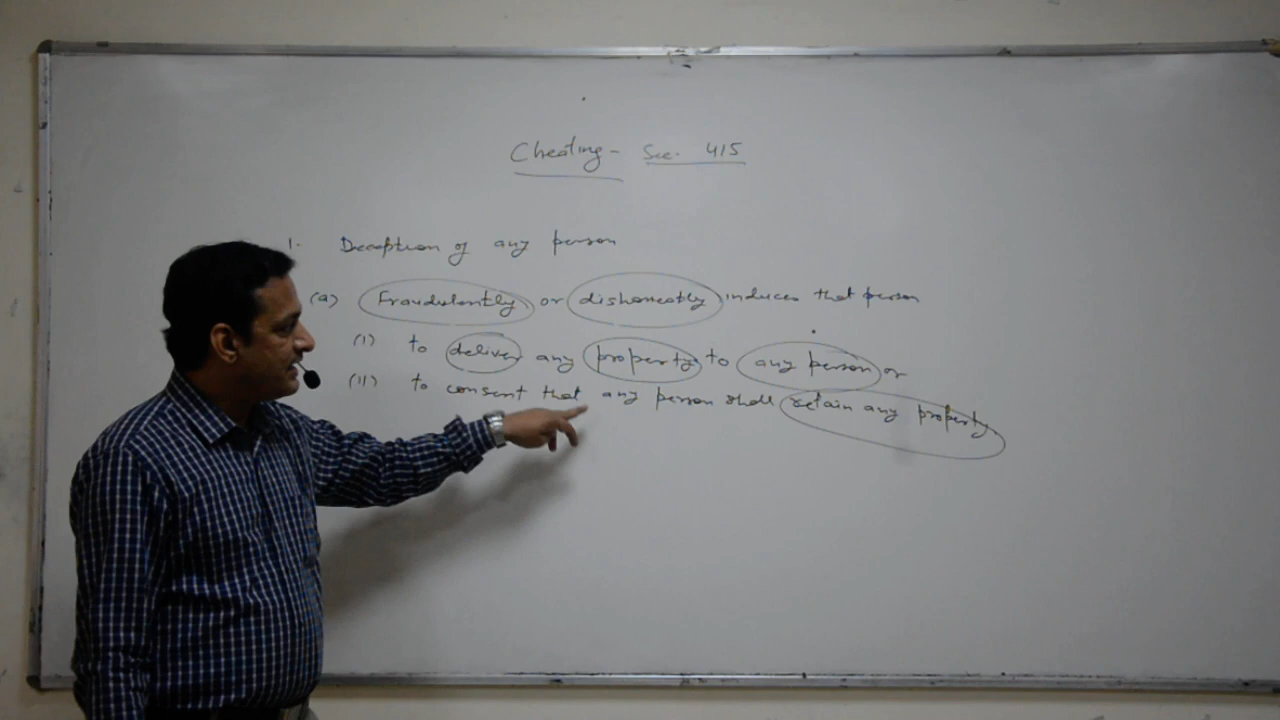 Cheating - Sec. 415
1. Deception of any person
(a) Fraudulently or dishonestly induces that person
(i) to deliver any property to any person or
(ii) to consent that any person shall retain any property